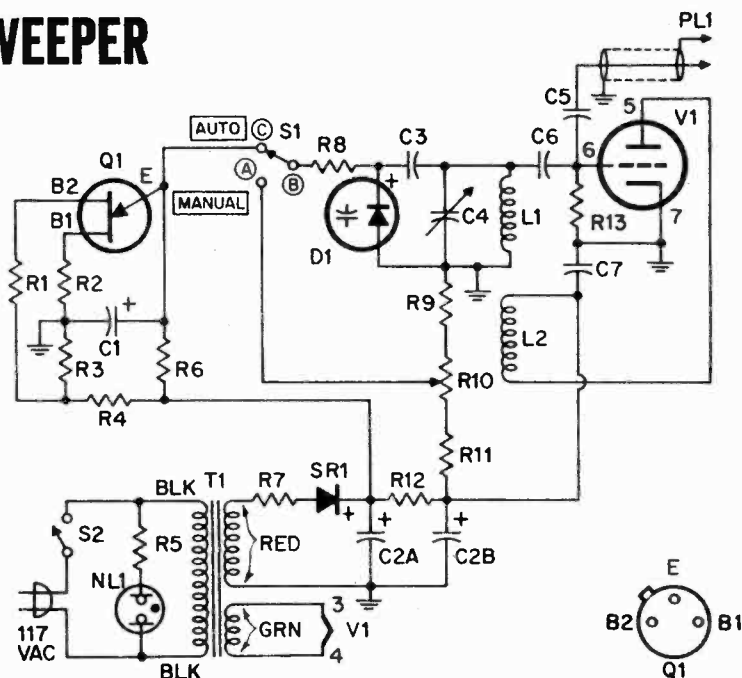 VEEPER
PL1
C5
5
V1
AUTO C S1
R8
C3
C6
6
Q1
E
B2
B1
A
B
MANUAL
C4
L1
R13
7
D1
C7
R1
R2
+
C1
R9
L2
R3
R6
R10
R4
R11
BLK
T1
R7
SR1
+
R12
+
+
S2
R5
RED
C2A
C2B
NL1
E
3
GRN
V1
B2
B1
117
VAC
4
BLK
Q1